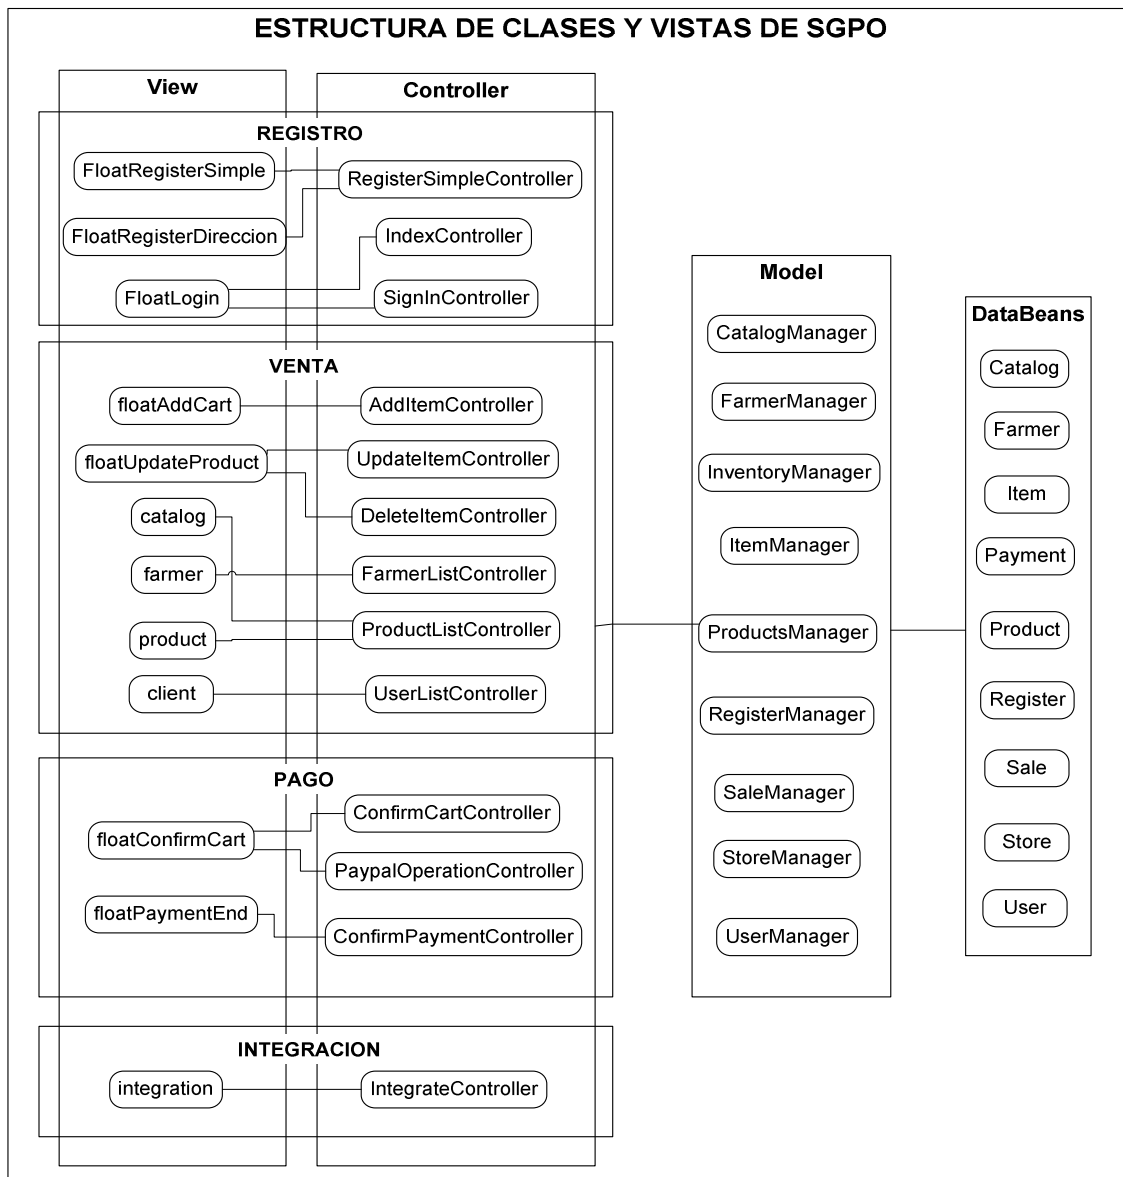 ESTRUCTURA DE CLASES Y VISTAS DE SGPO
View
Controller
REGISTRO
FloatRegisterSimple
RegisterSimpleController
FloatRegisterDireccion
IndexController
FloatLogin
SignInController
VENTA
floatAddCart
AddItemController
floatUpdateProduct
UpdateItemController
catalog
DeleteItemController
farmer
FarmerListController
product
ProductListController
client
UserListController
PAGO
floatConfirmCart
ConfirmCartController
PaypalOperationController
floatPaymentEnd
ConfirmPaymentController
INTEGRACION
integration
IntegrateController
Model
CatalogManager
FarmerManager
InventoryManager
ItemManager
ProductsManager
RegisterManager
SaleManager
StoreManager
UserManager
DataBeans
Catalog
Farmer
Item
Payment
Product
Register
Sale
Store
User